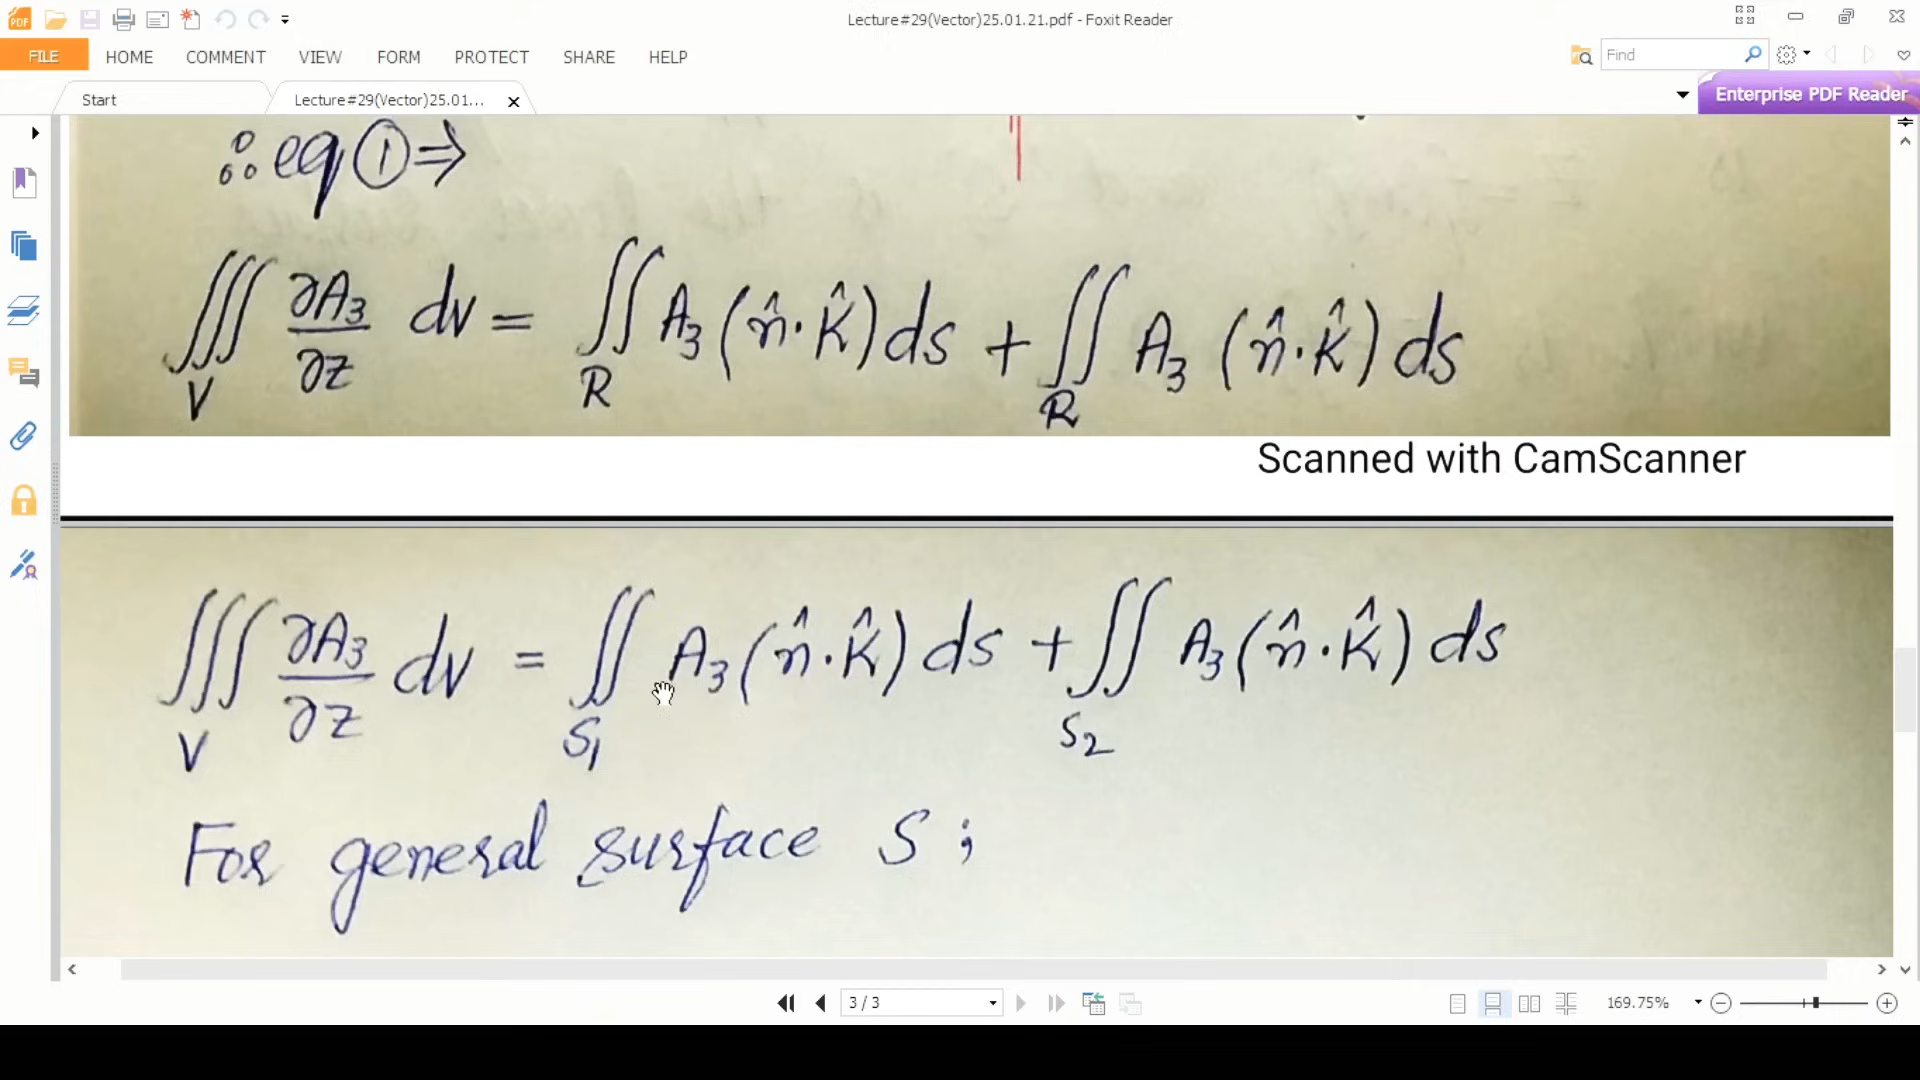 Lecture#29(Vector)25.01.21.pdf - Foxit Reader
FILE HOME COMMENT VIEW FORM PROTECT SHARE HELP
Find
Start Lecture#29(Vector)25.01...
Enterprise PDF Reader
∴ eq ① ⇒
∭_V ∂A₃/∂z dv = ∬_R A₃(n̂·k̂)ds + ∬_R A₃(n̂·k̂)ds
Scanned with CamScanner
∭_V ∂A₃/∂z dv = ∬_S₁ A₃(n̂·k̂)ds + ∬_S₂ A₃(n̂·k̂)ds
For general surface S;
3 / 3
169.75%